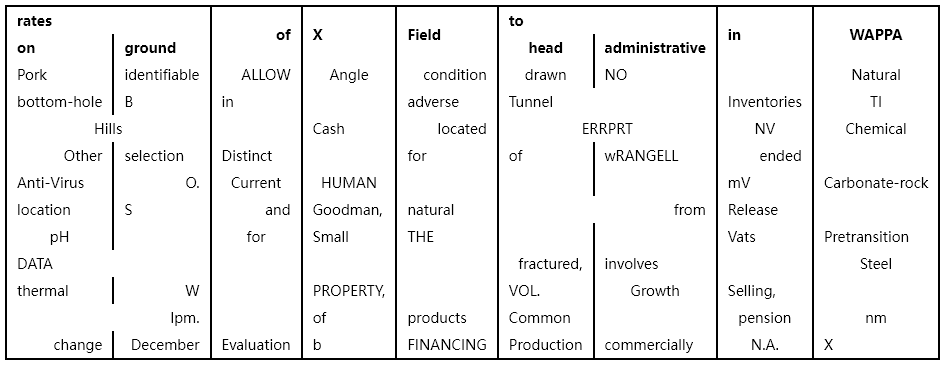 rates to
of X Field in WAPPA
on ground head administrative
Pork identifiable ALLOW Angle condition drawn NO Natural
bottom-hole B in adverse Tunnel Inventories TI
Hills Cash located ERRPRT NV Chemical
Other selection Distinct for of wRANGELL ended
Anti-Virus O. Current HUMAN mV Carbonate-rock
location S and Goodman, natural from Release
pH for Small THE Vats Pretransition
DATA fractured, involves Steel
thermal W PROPERTY, VOL. Growth Selling,
lpm. of products Common pension nm
change December Evaluation b FINANCING Production commercially N.A. X